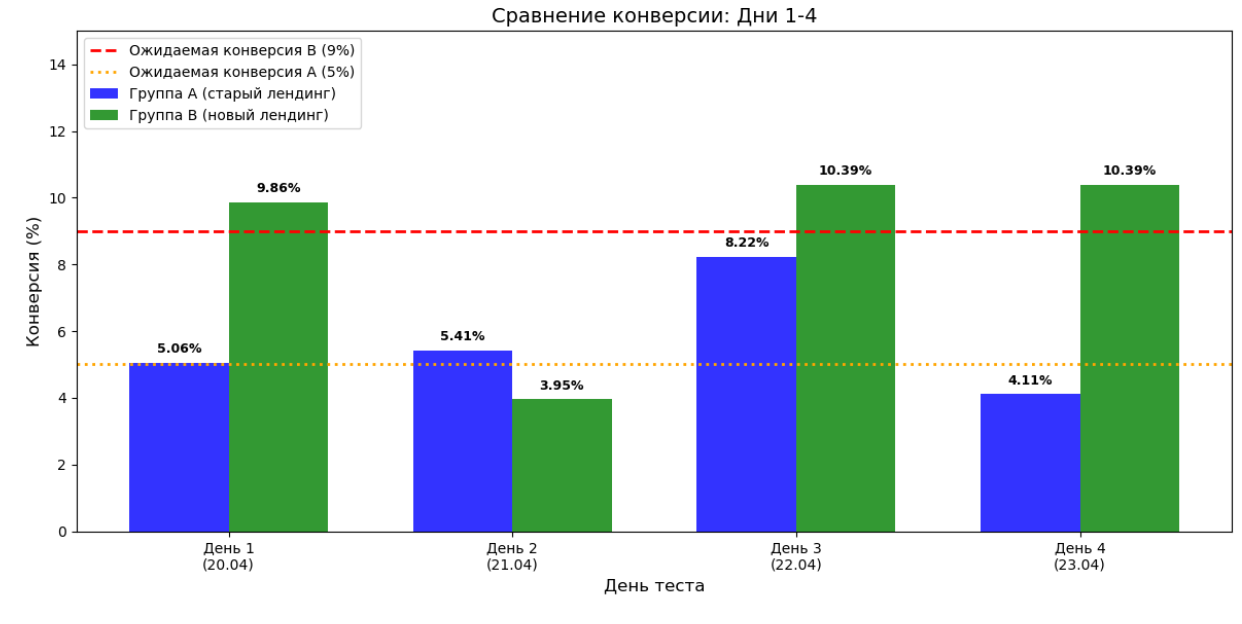 Сравнение конверсии: Дни 1-4
Ожидаемая конверсия B (9%)
Ожидаемая конверсия A (5%)
Группа A (старый лендинг)
Группа B (новый лендинг)
Конверсия (%)
14
12
10
8
6
4
2
0
5.06%
9.86%
5.41%
3.95%
8.22%
10.39%
4.11%
10.39%
День 1
(20.04)
День 2
(21.04)
День 3
(22.04)
День 4
(23.04)
День теста